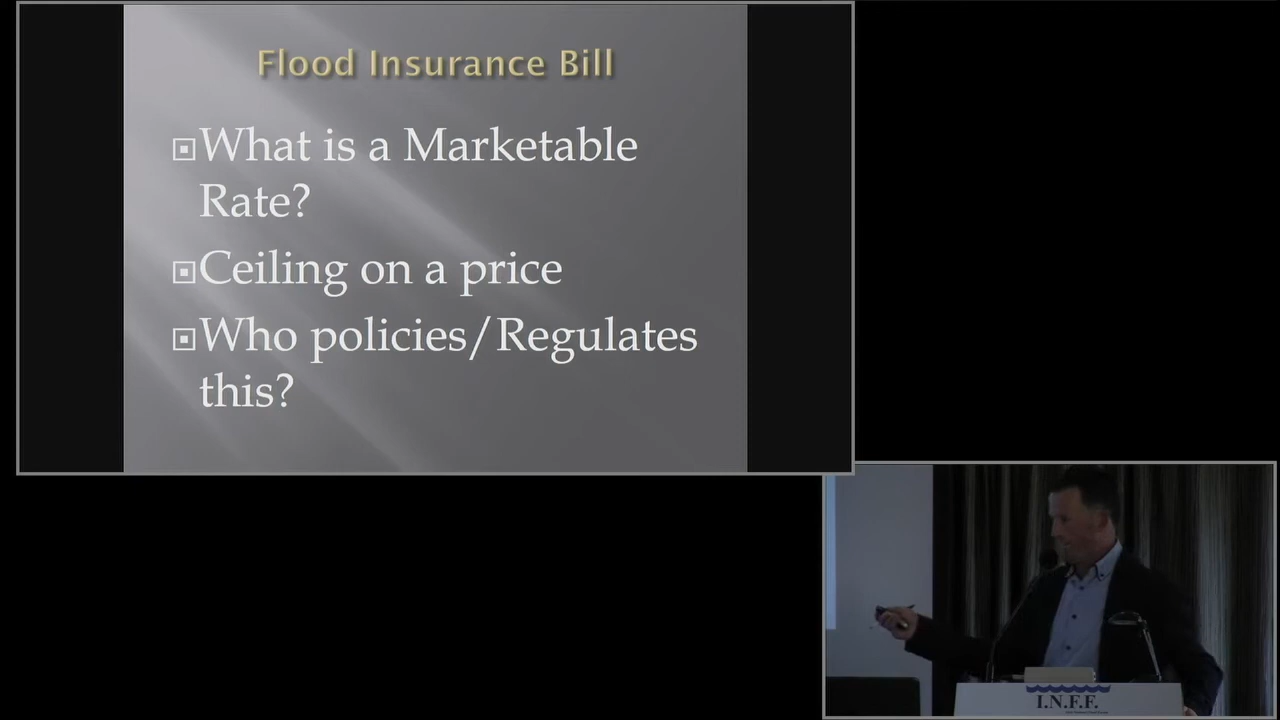 Flood Insurance Bill
What is a Marketable
Rate?
Ceiling on a price
Who policies/Regulates
this?
I.N.F.F.